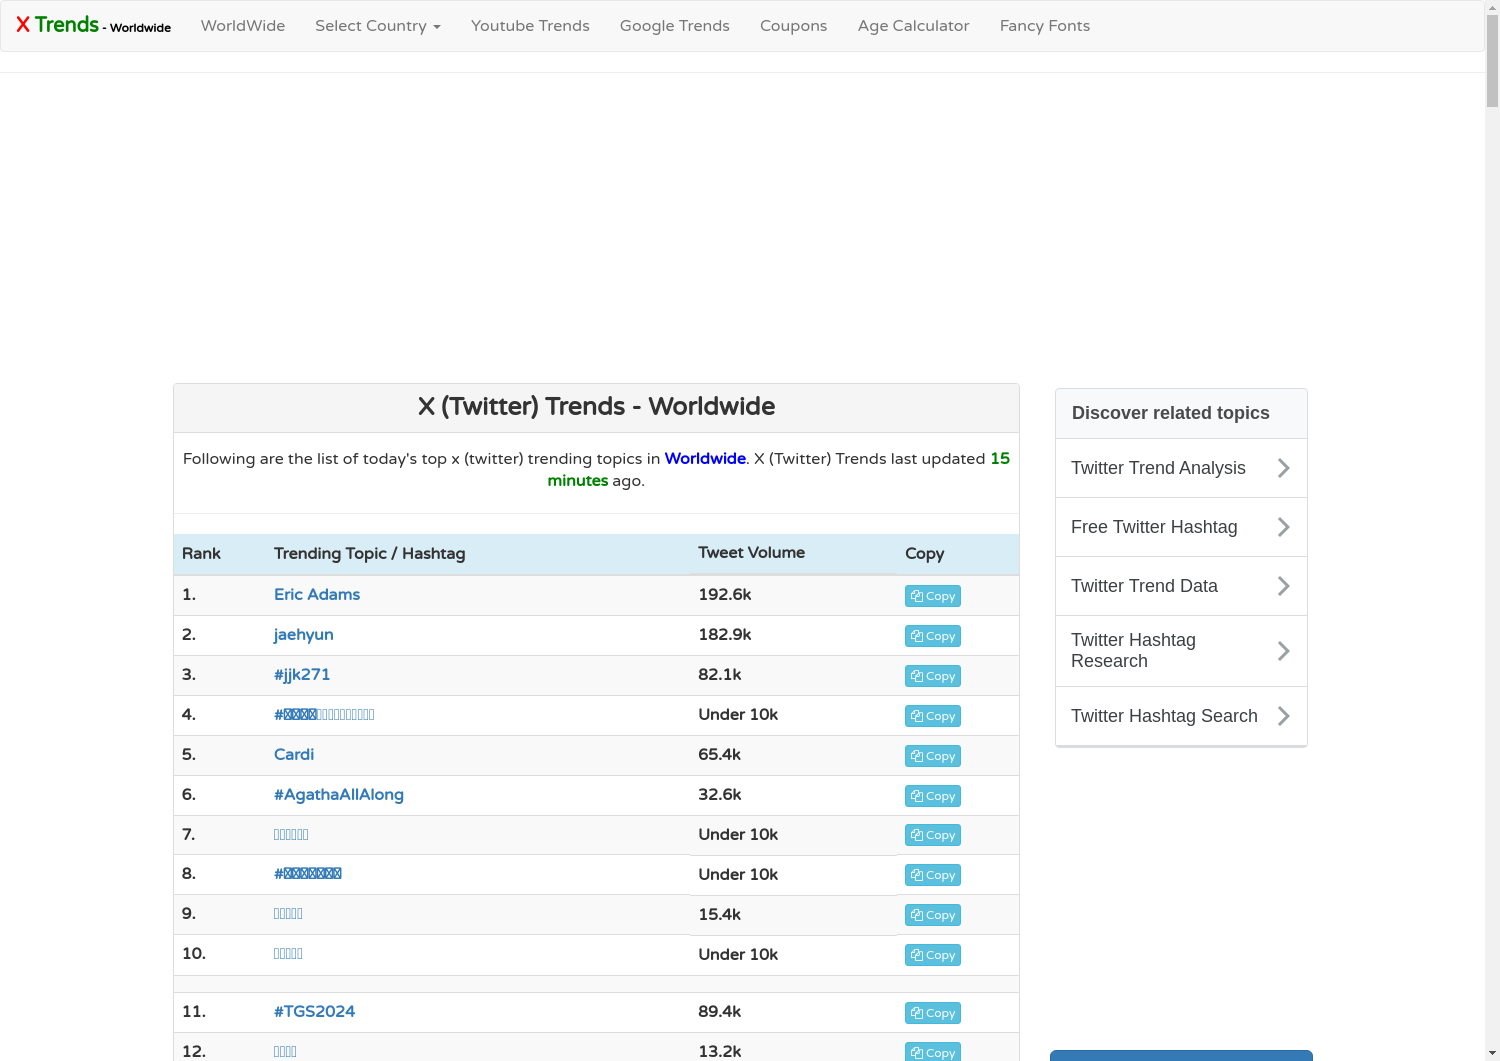 X Trends - Worldwide
WorldWide
Select Country
Youtube Trends
Google Trends
Coupons
Age Calculator
Fancy Fonts
X (Twitter) Trends - Worldwide
Following are the list of today's top x (twitter) trending topics in Worldwide. X (Twitter) Trends last updated 15
minutes ago.
Rank Trending Topic / Hashtag Tweet Volume Copy
1. Eric Adams 192.6k Copy
2. jaehyun 182.9k Copy
3. #jjk271 82.1k Copy
4. # Under 10k Copy
5. Cardi 65.4k Copy
6. #AgathaAllAlong 32.6k Copy
7. Under 10k Copy
8. # Under 10k Copy
9. 15.4k Copy
10. Under 10k Copy
11. #TGS2024 89.4k Copy
12. 13.2k Copy
Discover related topics
Twitter Trend Analysis
Free Twitter Hashtag
Twitter Trend Data
Twitter Hashtag
Research
Twitter Hashtag Search